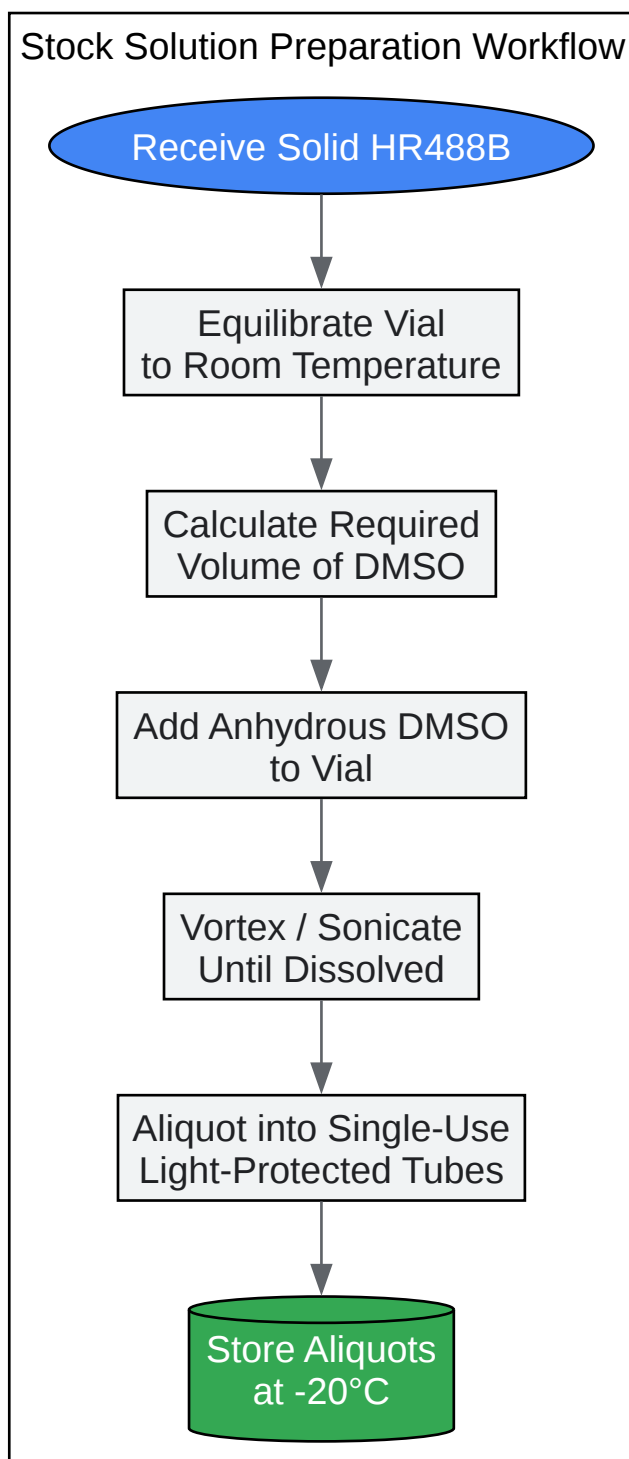 Stock Solution Preparation Workflow
Receive Solid HR488B
Equilibrate Vial
to Room Temperature
Calculate Required
Volume of DMSO
Add Anhydrous DMSO
to Vial
Vortex / Sonicate
Until Dissolved
Aliquot into Single-Use
Light-Protected Tubes
Store Aliquots
at -20°C